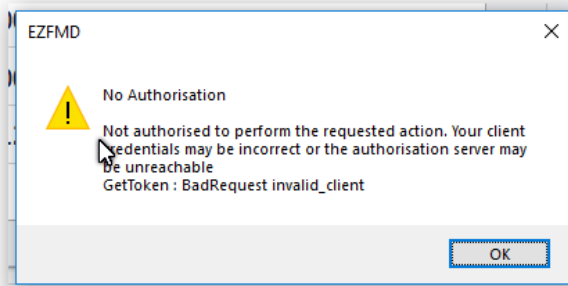 EZFMD
No Authorisation
Not authorised to perform the requested action. Your client
credentials may be incorrect or the authorisation server may
be unreachable
GetToken : BadRequest invalid_client
OK